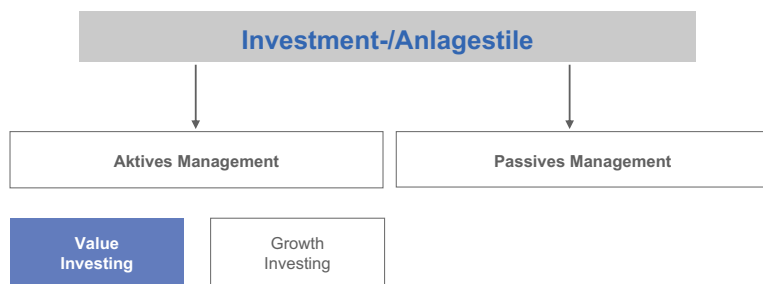 Investment-/Anlagestile
Aktives Management
Passives Management
Value
Investing
Growth
Investing